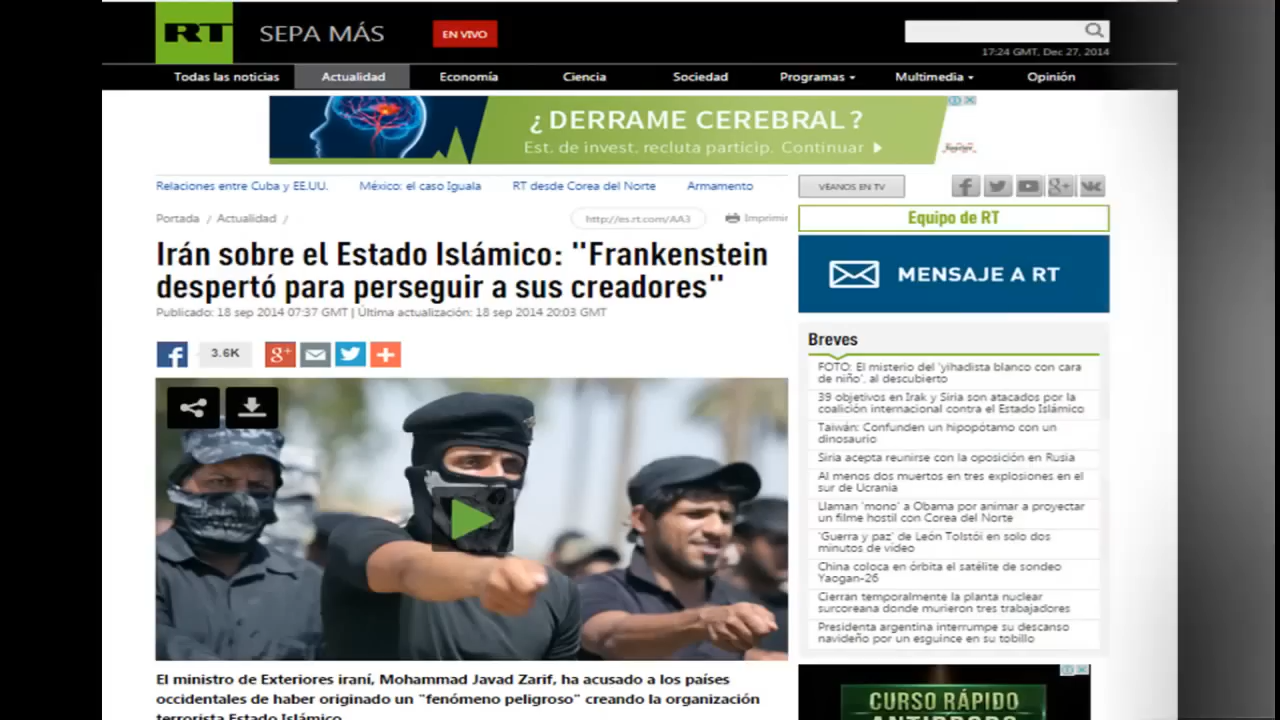 RT SEPA MÁS EN VIVO
17:24 GMT, Dec 27, 2014
Todas las noticias Actualidad Economía Ciencia Sociedad Programas Multimedia Opinión
¿ DERRAME CEREBRAL ?
Est. de invest. recluta particip. Continuar
Relaciones entre Cuba y EE.UU. México: el caso Iguala RT desde Corea del Norte Armamento
Portada / Actualidad /
http://es.rt.com/AA3 Imprimir
Irán sobre el Estado Islámico: "Frankenstein
despertó para perseguir a sus creadores"
Publicado: 18 sep 2014 07:37 GMT | Última actualización: 18 sep 2014 20:03 GMT
3.6K
El ministro de Exteriores iraní, Mohammad Javad Zarif, ha acusado a los países
occidentales de haber originado un "fenómeno peligroso" creando la organización
terrorista Estado Islámico.
VÉANOS EN TV
Equipo de RT
MENSAJE A RT
Breves
FOTO: El misterio del 'yihadista blanco con cara
de niño', al descubierto
39 objetivos en Irak y Siria son atacados por la
coalición internacional contra el Estado Islámico
Taiwán: Confunden un hipopótamo con un
dinosaurio
Siria acepta reunirse con la oposición en Rusia
Al menos dos muertos en tres explosiones en el
sur de Ucrania
Llaman 'mono' a Obama por animar a proyectar
un filme hostil con Corea del Norte
'Guerra y paz' de León Tolstói en solo dos
minutos de video
China coloca en órbita el satélite de sondeo
Yaogan-26
Cierran temporalmente la planta nuclear
surcoreana donde murieron tres trabajadores
Presidenta argentina interrumpe su descanso
navideño por un esguince en su tobillo
CURSO RÁPIDO